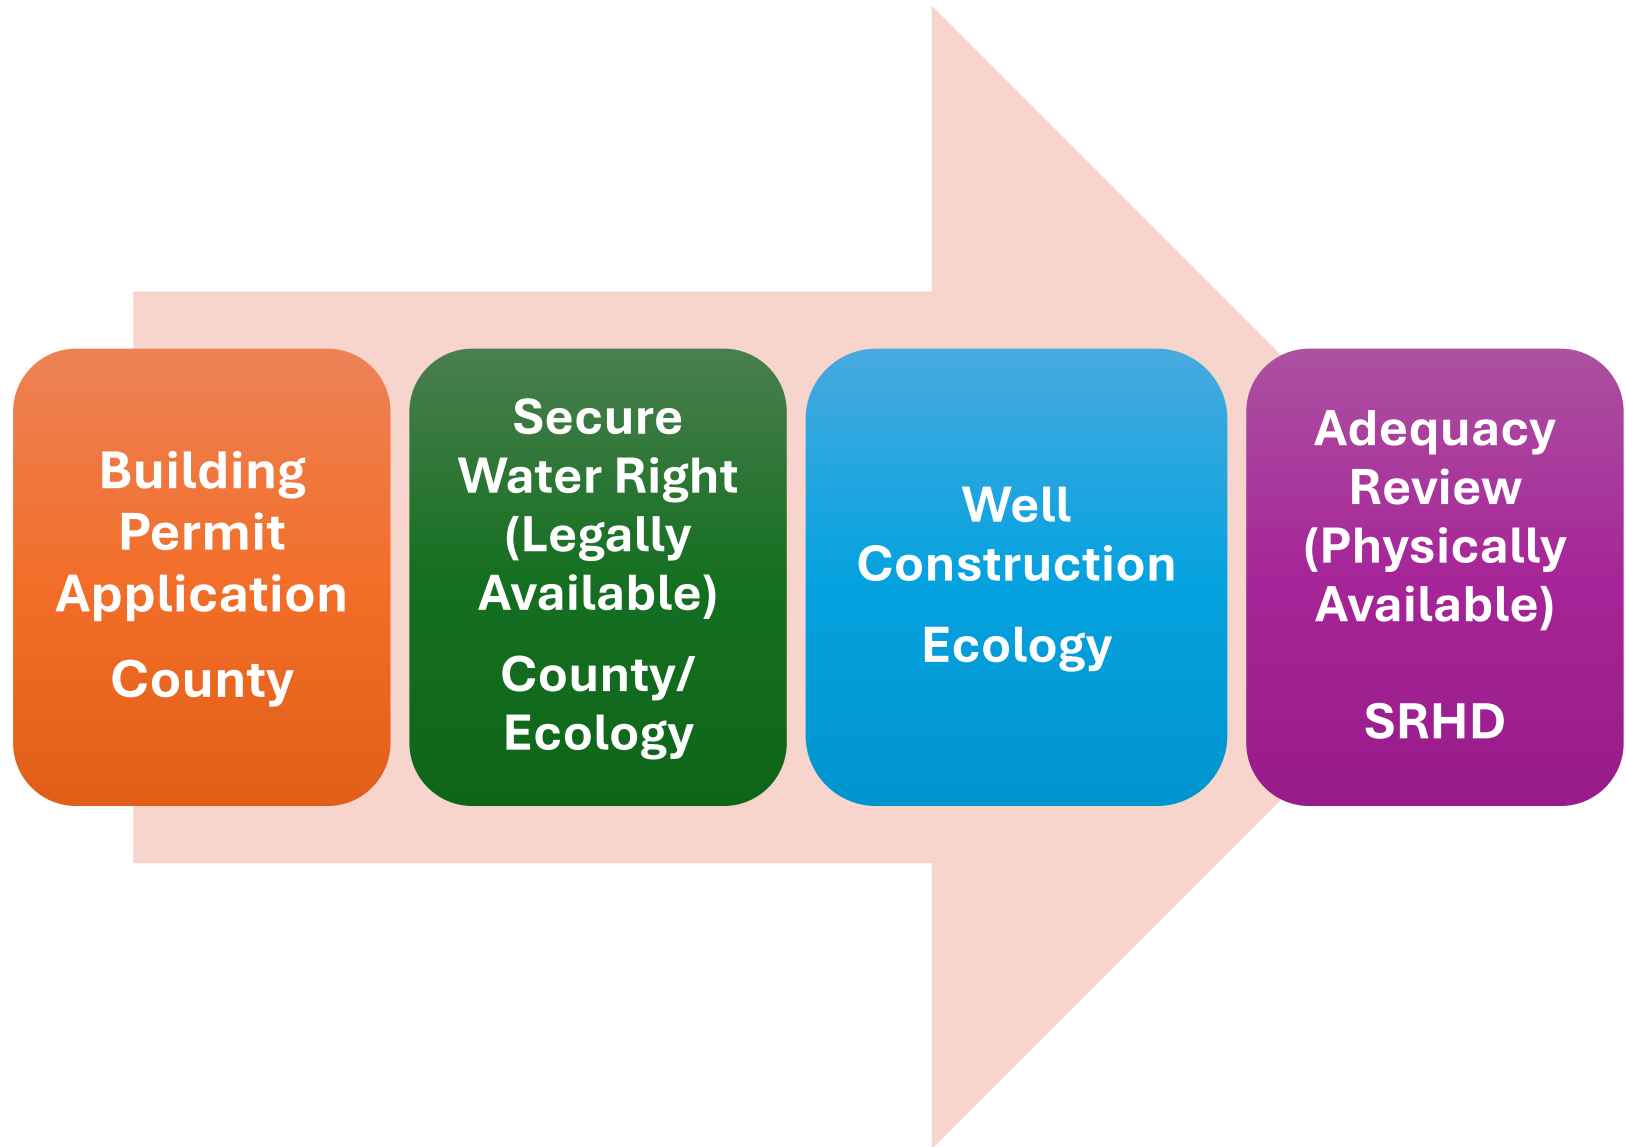 Building
Permit
Application
County
Secure
Water Right
(Legally
Available)
County/
Ecology
Well
Construction
Ecology
Adequacy
Review
(Physically
Available)
SRHD